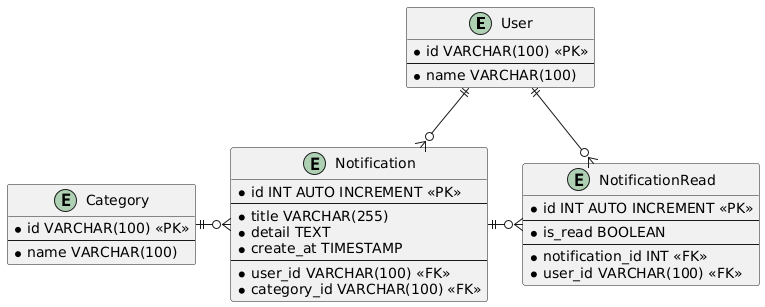 E User
* id VARCHAR(100) «PK»
* name VARCHAR(100)
E Notification
* id INT AUTO INCREMENT «PK»
* title VARCHAR(255)
* detail TEXT
* create_at TIMESTAMP
* user_id VARCHAR(100) «FK»
* category_id VARCHAR(100) «FK»
E NotificationRead
* id INT AUTO INCREMENT «PK»
* is_read BOOLEAN
* notification_id INT «FK»
* user_id VARCHAR(100) «FK»
E Category
* id VARCHAR(100) «PK»
* name VARCHAR(100)